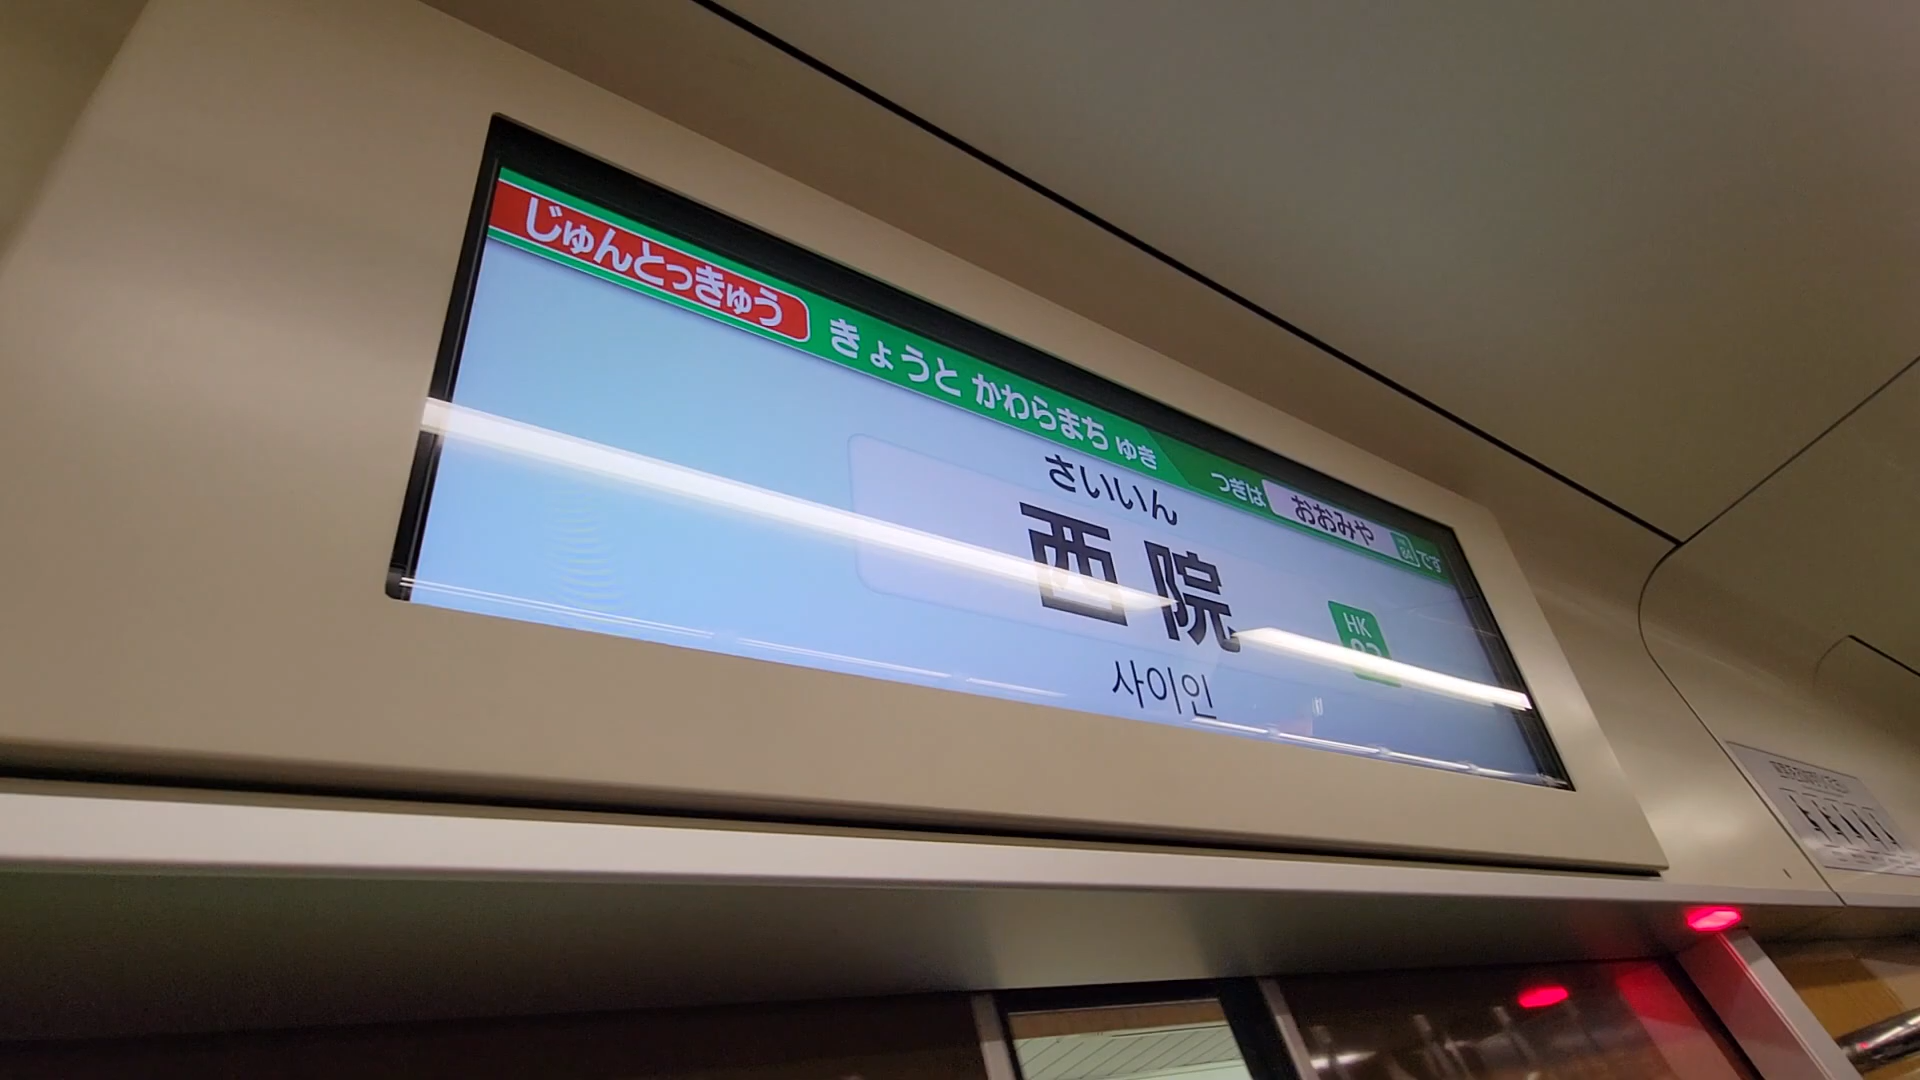 じゅんとっきゅう きょうと かわらまち ゆき
つぎは おおみや HK 84 です
さいいん
西院
HK
사이인